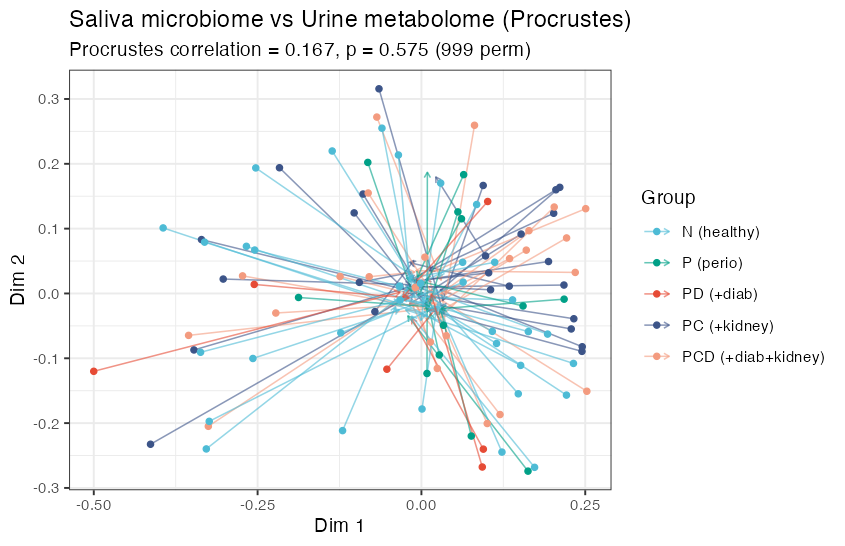 Saliva microbiome vs Urine metabolome (Procrustes)
Procrustes correlation = 0.167, p = 0.575 (999 perm)
0.3
0.2
0.1
0.0
-0.1
-0.2
-0.3
Dim 2
-0.50
-0.25
0.00
0.25
Dim 1
Group
N (healthy)
P (perio)
PD (+diab)
PC (+kidney)
PCD (+diab+kidney)